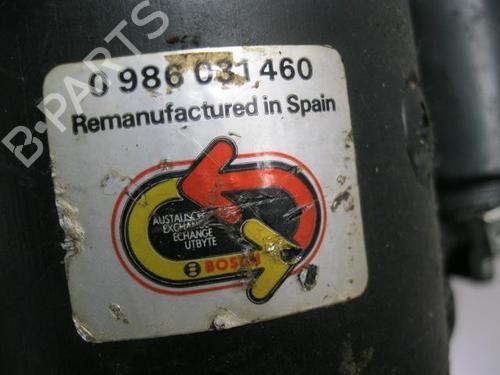 0 986 031 460
Remanufactured in Spain
AUSTAUSCH
EXCHANGE
ECHANGE
UTBYTE
BOSCH
B-PARTS